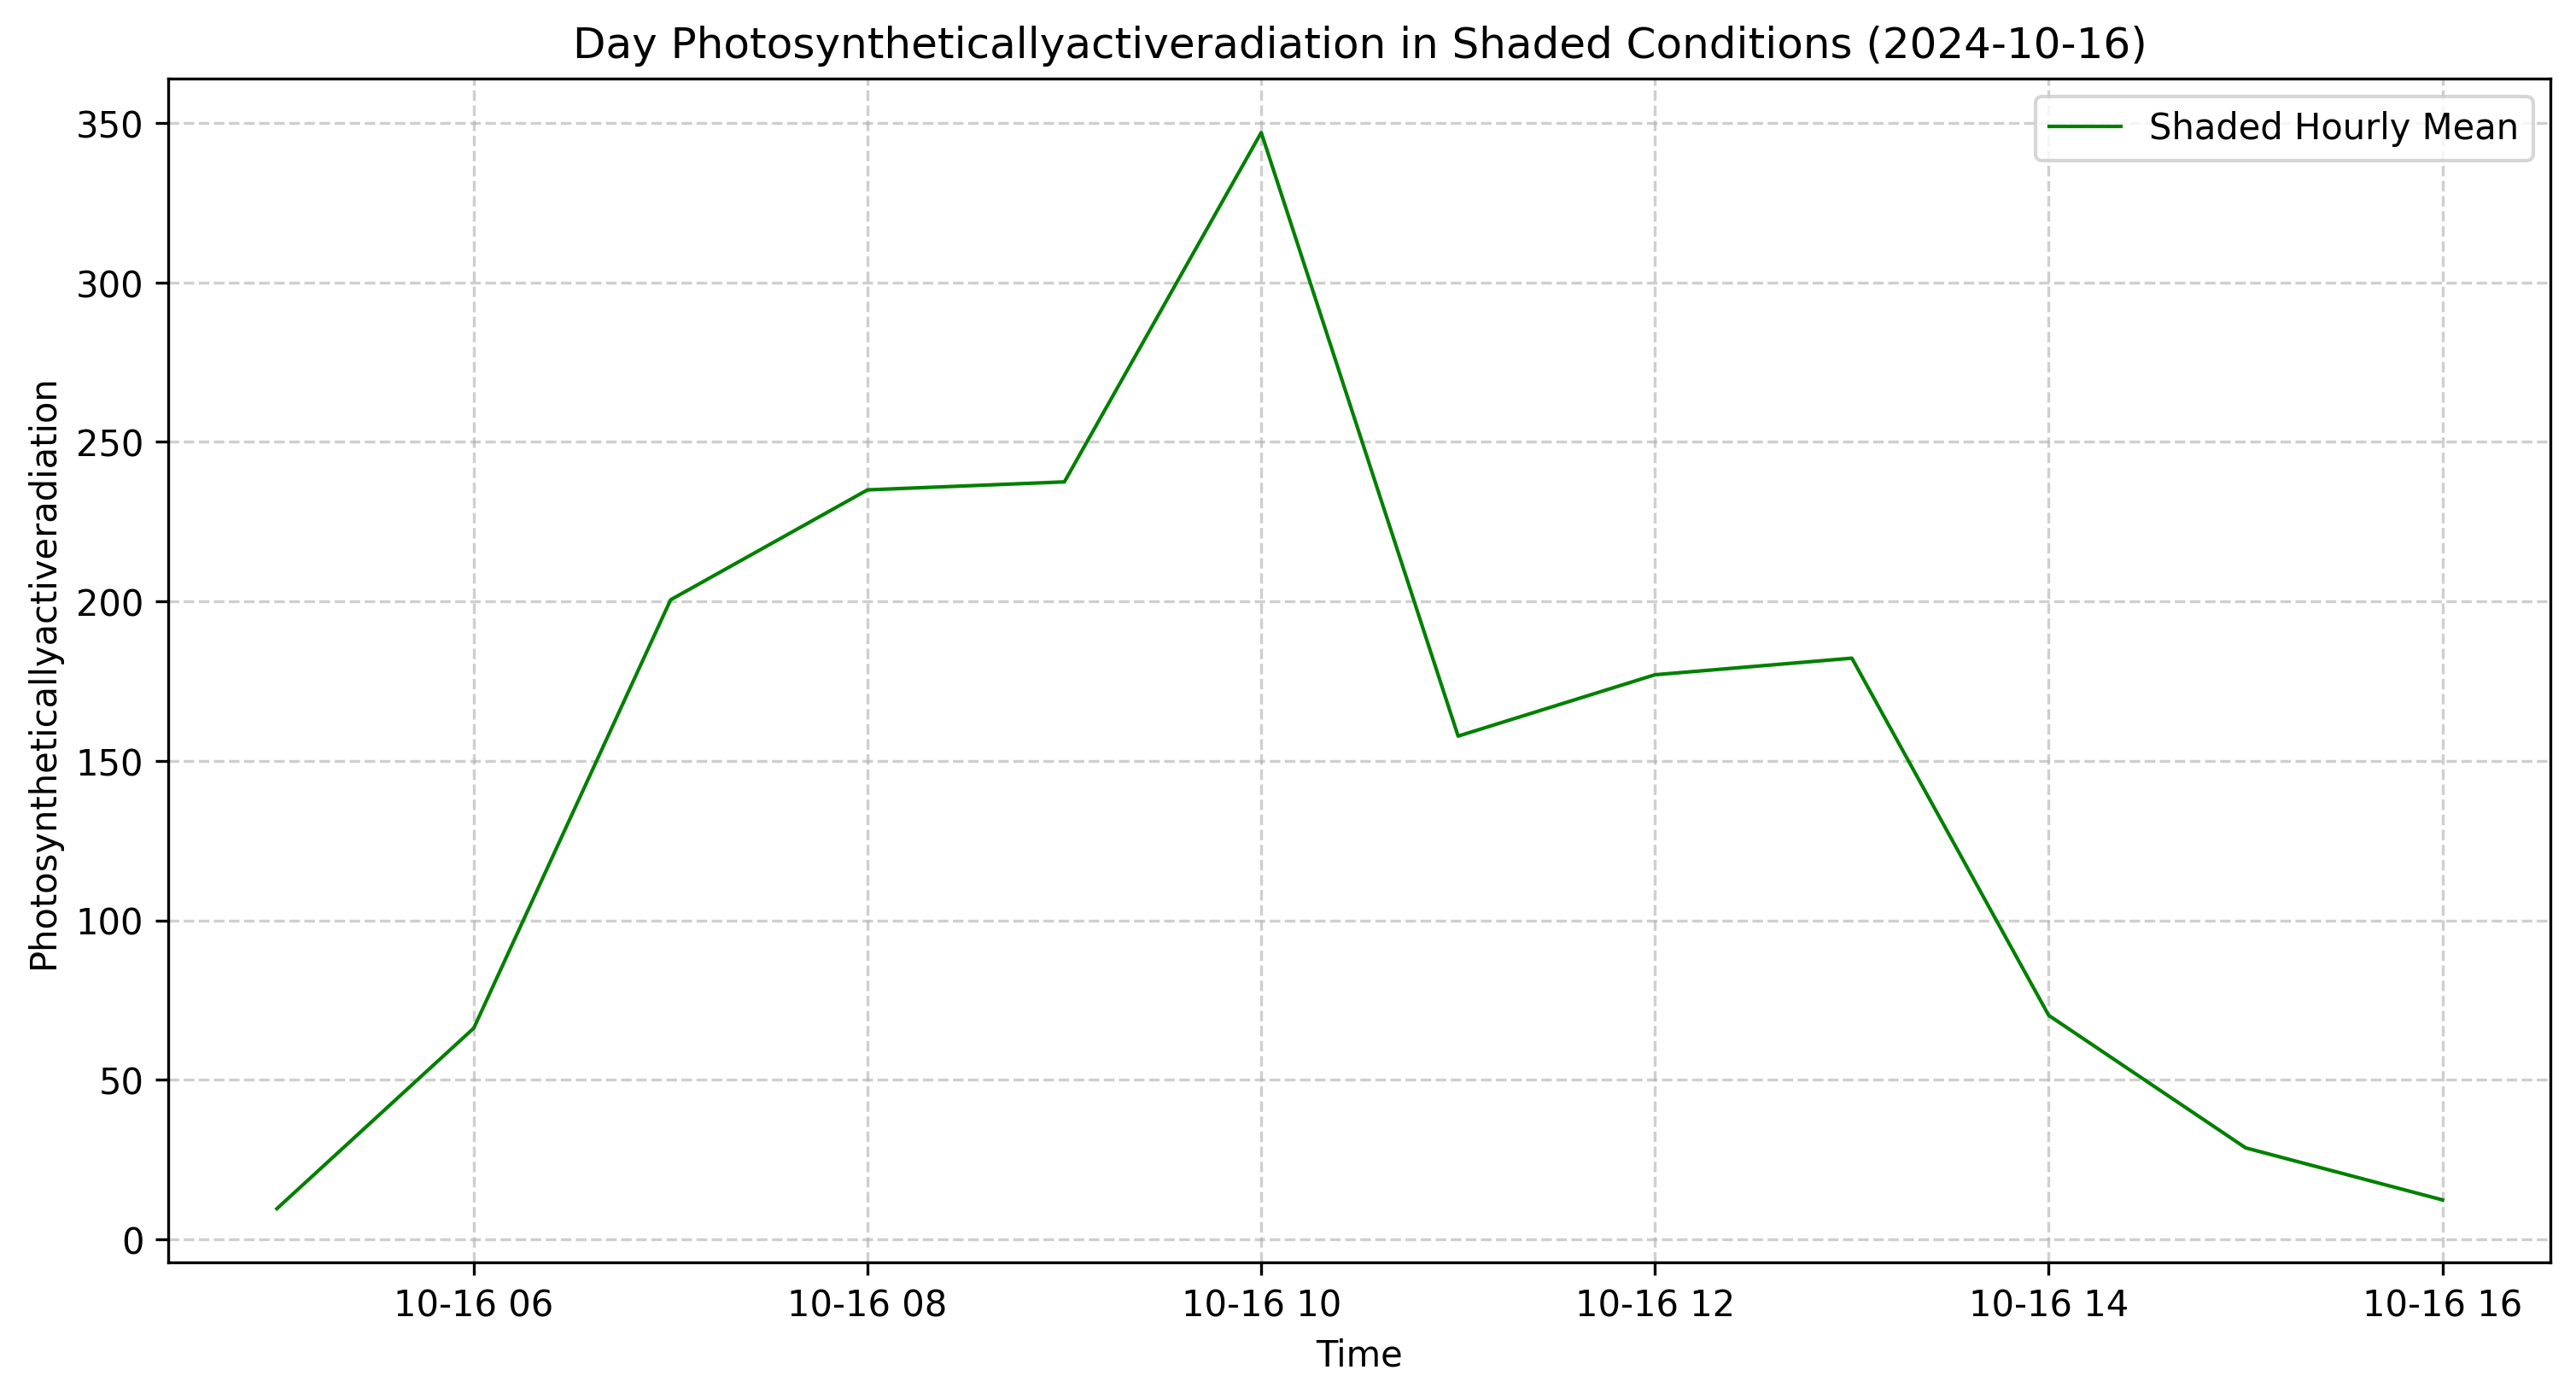 Day Photosyntheticallyactiveradiation in Shaded Conditions (2024-10-16)
Shaded Hourly Mean
Photosyntheticallyactiveradiation
350
300
250
200
150
100
50
0
10-16 06 10-16 08 10-16 10 10-16 12 10-16 14 10-16 16
Time